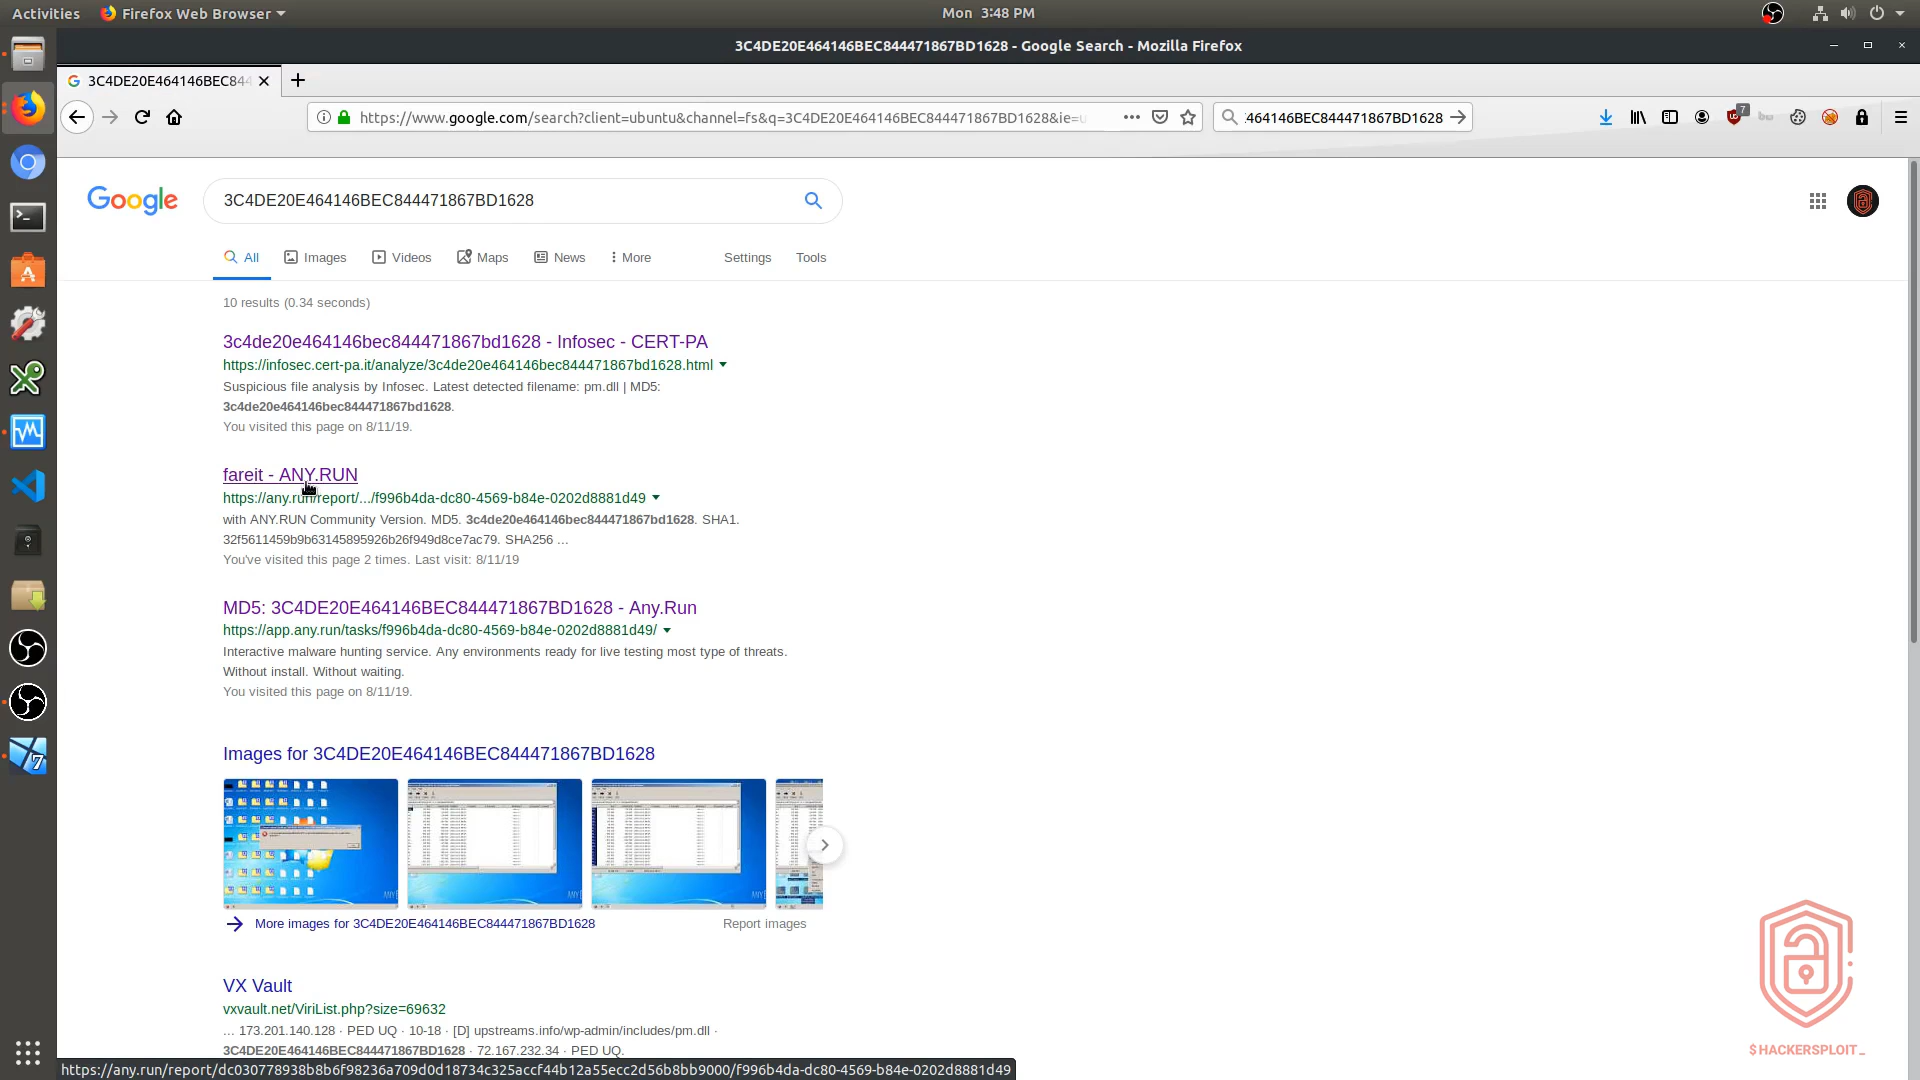 Activities Firefox Web Browser Mon 3:48 PM
3C4DE20E464146BEC844471867BD1628 - Google Search - Mozilla Firefox
3C4DE20E464146BEC844
https://www.google.com/search?client=ubuntu&channel=fs&q=3C4DE20E464146BEC844471867BD1628&ie=u 464146BEC844471867BD1628 7
Google 3C4DE20E464146BEC844471867BD1628
All Images Videos Maps News More Settings Tools
10 results (0.34 seconds)
3c4de20e464146bec844471867bd1628 - Infosec - CERT-PA
https://infosec.cert-pa.it/analyze/3c4de20e464146bec844471867bd1628.html
Suspicious file analysis by Infosec. Latest detected filename: pm.dll | MD5:
3c4de20e464146bec844471867bd1628.
You visited this page on 8/11/19.
fareit - ANY.RUN
https://any.run/report/.../f996b4da-dc80-4569-b84e-0202d8881d49
with ANY.RUN Community Version. MD5. 3c4de20e464146bec844471867bd1628. SHA1.
32f5611459b9b63145895926b26f949d8ce7ac79. SHA256 ...
You've visited this page 2 times. Last visit: 8/11/19
MD5: 3C4DE20E464146BEC844471867BD1628 - Any.Run
https://app.any.run/tasks/f996b4da-dc80-4569-b84e-0202d8881d49/
Interactive malware hunting service. Any environments ready for live testing most type of threats.
Without install. Without waiting.
You visited this page on 8/11/19.
Images for 3C4DE20E464146BEC844471867BD1628
More images for 3C4DE20E464146BEC844471867BD1628 Report images
VX Vault
vxvault.net/ViriList.php?size=69632
... 173.201.140.128 · PED UQ · 10-18 · [D] upstreams.info/wp-admin/includes/pm.dll ·
3C4DE20E464146BEC844471867BD1628 · 72.167.232.34 · PED UQ.
https://any.run/report/dc030778938b8b6f98236a709d0d18734c325accf44b12a55ecc2d56b8bb9000/f996b4da-dc80-4569-b84e-0202d8881d49
$HACKERSPLOIT_